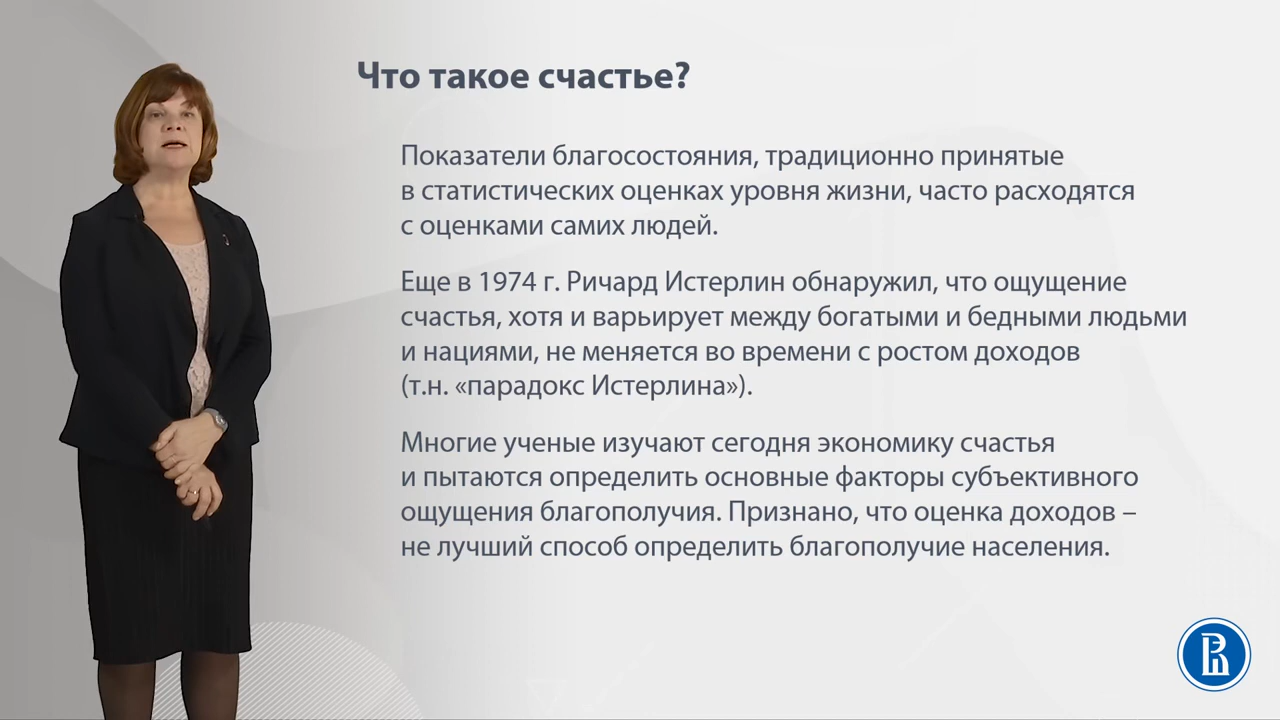 Что такое счастье?
Показатели благосостояния, традиционно принятые
в статистических оценках уровня жизни, часто расходятся
с оценками самих людей.
Еще в 1974 г. Ричард Истерлин обнаружил, что ощущение
счастья, хотя и варьирует между богатыми и бедными людьми
и нациями, не меняется во времени с ростом доходов
(т.н. «парадокс Истерлина»).
Многие ученые изучают сегодня экономику счастья
и пытаются определить основные факторы субъективного
ощущения благополучия. Признано, что оценка доходов –
не лучший способ определить благополучие населения.